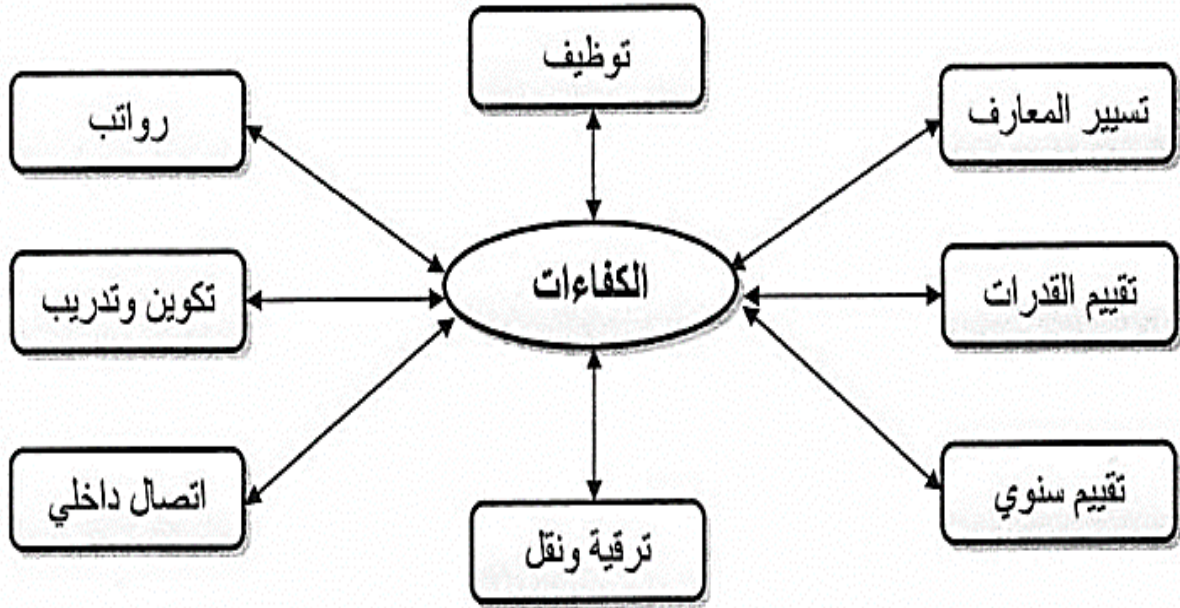 توظيف
تسيير المعارف
رواتب
الكفاءات
تقييم القدرات
تكوين وتدريب
تقييم سنوي
اتصال داخلي
ترقية ونقل